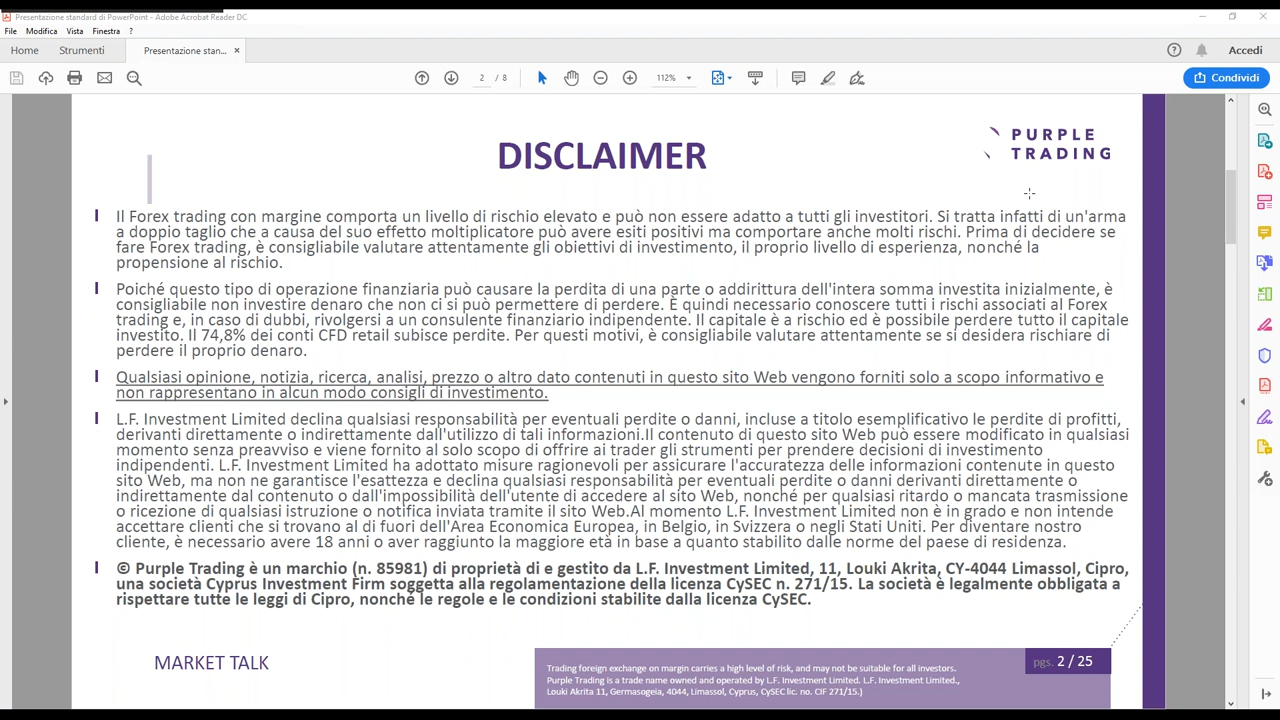 Presentazione standard di PowerPoint - Adobe Acrobat Reader DC
File Modifica Vista Finestra ?
Home Strumenti Presentazione stan... × Accedi
2 / 8 112% Condividi
DISCLAIMER
PURPLE
TRADING
Il Forex trading con margine comporta un livello di rischio elevato e può non essere adatto a tutti gli investitori. Si tratta infatti di un'arma
a doppio taglio che a causa del suo effetto moltiplicatore può avere esiti positivi ma comportare anche molti rischi. Prima di decidere se
fare Forex trading, è consigliabile valutare attentamente gli obiettivi di investimento, il proprio livello di esperienza, nonché la
propensione al rischio.
Poiché questo tipo di operazione finanziaria può causare la perdita di una parte o addirittura dell'intera somma investita inizialmente, è
consigliabile non investire denaro che non ci si può permettere di perdere. È quindi necessario conoscere tutti i rischi associati al Forex
trading e, in caso di dubbi, rivolgersi a un consulente finanziario indipendente. Il capitale è a rischio ed è possibile perdere tutto il capitale
investito. Il 74,8% dei conti CFD retail subisce perdite. Per questi motivi, è consigliabile valutare attentamente se si desidera rischiare di
perdere il proprio denaro.
Qualsiasi opinione, notizia, ricerca, analisi, prezzo o altro dato contenuti in questo sito Web vengono forniti solo a scopo informativo e
non rappresentano in alcun modo consigli di investimento.
L.F. Investment Limited declina qualsiasi responsabilità per eventuali perdite o danni, incluse a titolo esemplificativo le perdite di profitti,
derivanti direttamente o indirettamente dall'utilizzo di tali informazioni.Il contenuto di questo sito Web può essere modificato in qualsiasi
momento senza preavviso e viene fornito al solo scopo di offrire ai trader gli strumenti per prendere decisioni di investimento
indipendenti. L.F. Investment Limited ha adottato misure ragionevoli per assicurare l'accuratezza delle informazioni contenute in questo
sito Web, ma non ne garantisce l'esattezza e declina qualsiasi responsabilità per eventuali perdite o danni derivanti direttamente o
indirettamente dal contenuto o dall'impossibilità dell'utente di accedere al sito Web, nonché per qualsiasi ritardo o mancata trasmissione
o ricezione di qualsiasi istruzione o notifica inviata tramite il sito Web.Al momento L.F. Investment Limited non è in grado e non intende
accettare clienti che si trovano al di fuori dell'Area Economica Europea, in Belgio, in Svizzera o negli Stati Uniti. Per diventare nostro
cliente, è necessario avere 18 anni o aver raggiunto la maggiore età in base a quanto stabilito dalle norme del paese di residenza.
© Purple Trading è un marchio (n. 85981) di proprietà di e gestito da L.F. Investment Limited, 11, Louki Akrita, CY-4044 Limassol, Cipro,
una società Cyprus Investment Firm soggetta alla regolamentazione della licenza CySEC n. 271/15. La società è legalmente obbligata a
rispettare tutte le leggi di Cipro, nonché le regole e le condizioni stabilite dalla licenza CySEC.
MARKET TALK
Trading foreign exchange on margin carries a high level of risk, and may not be suitable for all investors.
Purple Trading is a trade name owned and operated by L.F. Investment Limited. L.F. Investment Limited.,
Louki Akrita 11, Germasogeia, 4044, Limassol, Cyprus, CySEC lic. no. CIF 271/15.)
pgs. 2 / 25